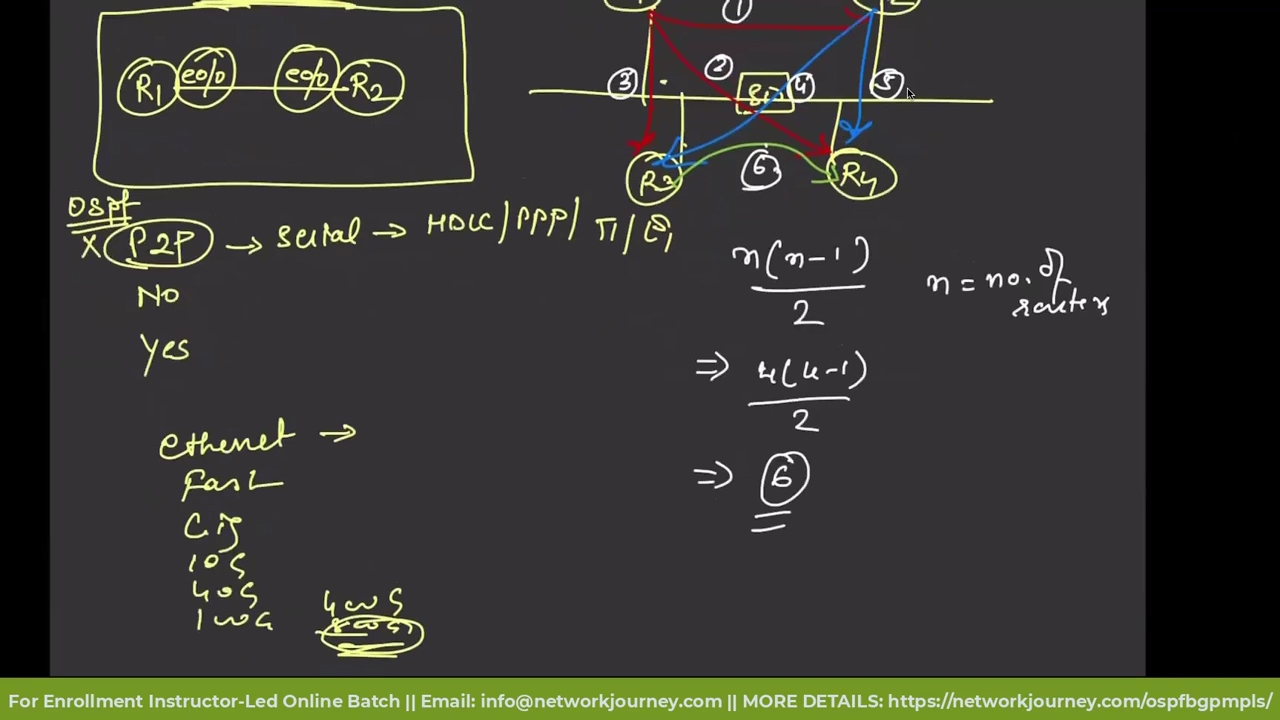 R1 e0/0 e0/0 R2
1
3 2 S1 4 5
R3 6 R4
OSPF
X P2P → Serial → HDLC/PPP/ T1/E1
No
Yes
n(n-1)
2
n = no. of
routers
⇒ 4(4-1)
2
⇒ 6
Ethernet →
Fast
Gig
10G
40G
100G
400G
For Enrollment Instructor-Led Online Batch || Email: info@networkjourney.com || MORE DETAILS: https://networkjourney.com/ospfbgpmpls/